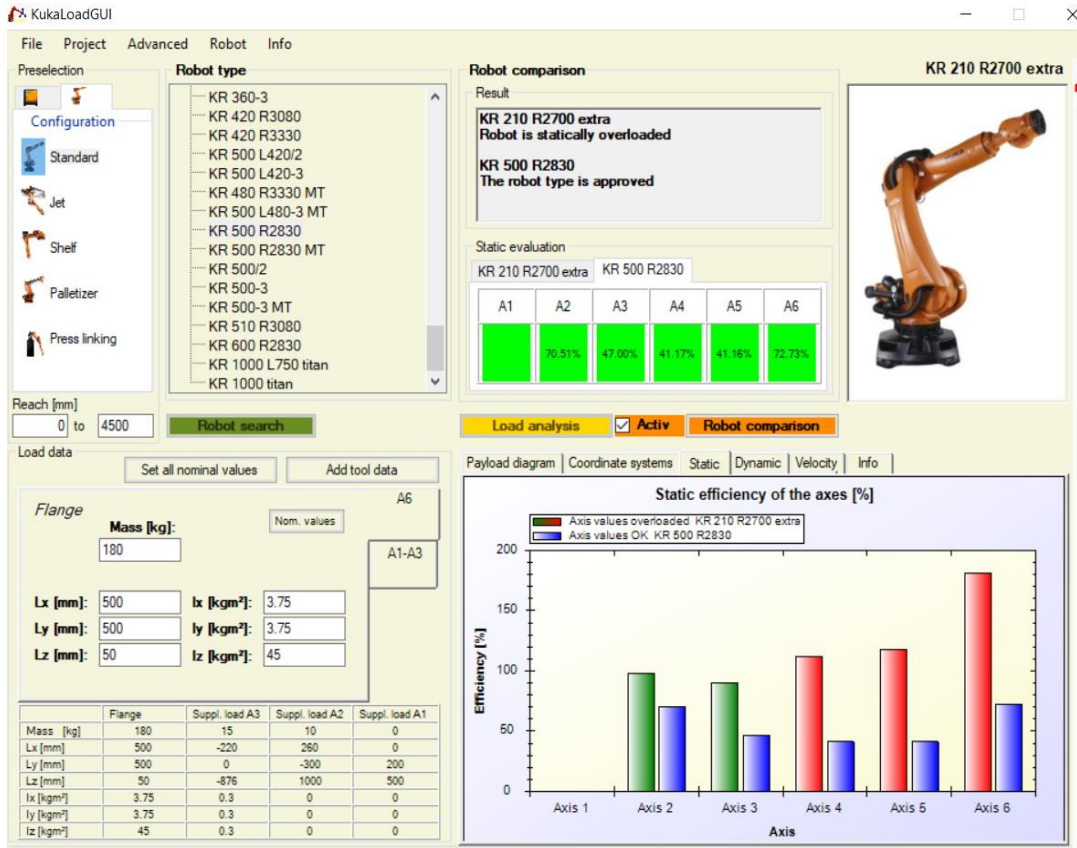 KukaLoadGUI
File Project Advanced Robot Info
Preselection
Configuration
Standard
Jet
Shelf
Palletizer
Press linking
Reach [mm]
0 to 4500
Robot type
KR 360-3
KR 420 R3080
KR 420 R3330
KR 500 L420/2
KR 500 L420-3
KR 480 R3330 MT
KR 500 L480-3 MT
KR 500 R2830
KR 500 R2830 MT
KR 500/2
KR 500-3
KR 500-3 MT
KR 510 R3080
KR 600 R2830
KR 1000 L750 titan
KR 1000 titan
Robot search
Robot comparison
Result
KR 210 R2700 extra
Robot is statically overloaded
KR 500 R2830
The robot type is approved
Static evaluation
KR 210 R2700 extra KR 500 R2830
A1 A2 A3 A4 A5 A6
70.51% 47.00% 41.17% 41.16% 72.73%
KR 210 R2700 extra
Load analysis Activ Robot comparison
Load data
Set all nominal values Add tool data
Flange
Mass [kg]:
180
Nom. values
A6
A1-A3
Lx [mm]: 500 Ix [kgm²]: 3.75
Ly [mm]: 500 Iy [kgm²]: 3.75
Lz [mm]: 50 Iz [kgm²]: 45
Flange Suppl. load A3 Suppl. load A2 Suppl. load A1
Mass [kg] 180 15 10 0
Lx [mm] 500 -220 260 0
Ly [mm] 500 0 -300 200
Lz [mm] 50 -876 1000 500
Ix [kgm²] 3.75 0.3 0 0
Iy [kgm²] 3.75 0.3 0 0
Iz [kgm²] 45 0.3 0 0
Payload diagram Coordinate systems Static Dynamic Velocity Info
Static efficiency of the axes [%]
Axis values overloaded KR 210 R2700 extra
Axis values OK KR 500 R2830
Efficiency [%]
200
150
100
50
0
Axis 1 Axis 2 Axis 3 Axis 4 Axis 5 Axis 6
Axis